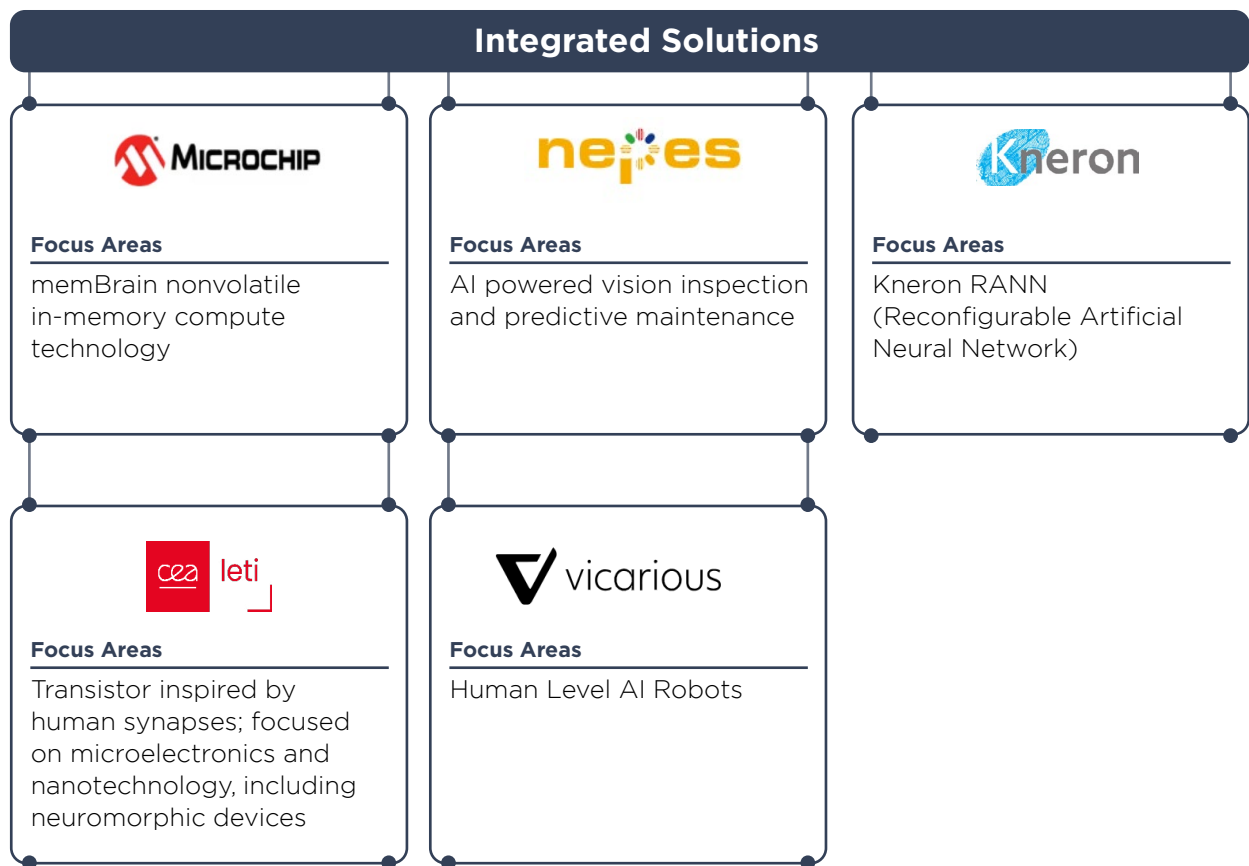 Integrated Solutions
MICROCHIP
Focus Areas
memBrain nonvolatile
in-memory compute
technology
nepes
Focus Areas
AI powered vision inspection
and predictive maintenance
Kneron
Focus Areas
Kneron RANN
(Reconfigurable Artificial
Neural Network)
cea leti
Focus Areas
Transistor inspired by
human synapses; focused
on microelectronics and
nanotechnology, including
neuromorphic devices
vicarious
Focus Areas
Human Level AI Robots